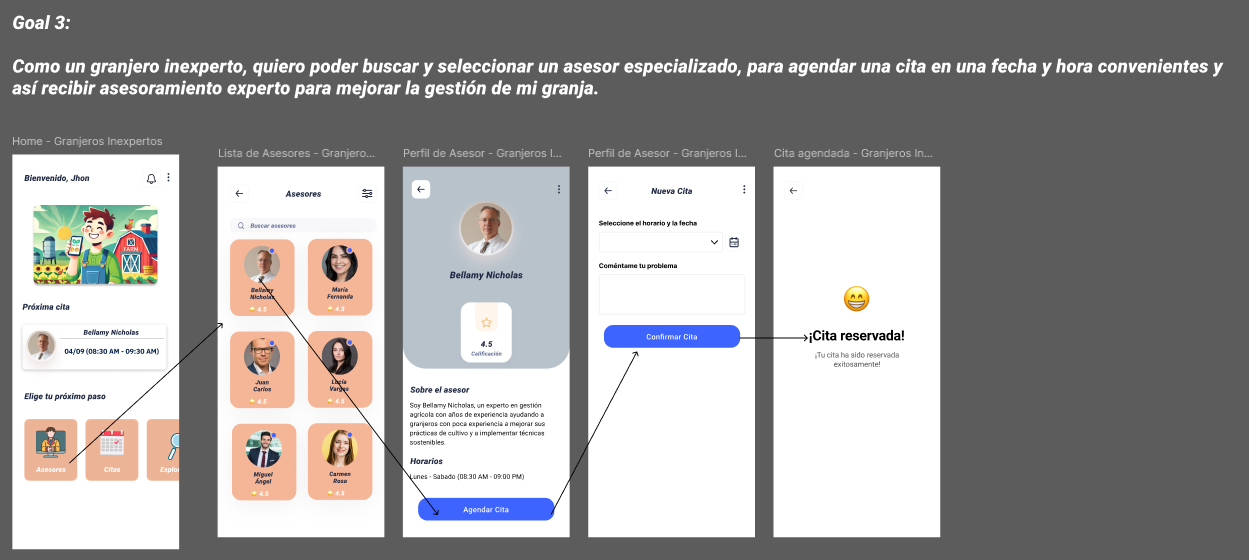 Goal 3:
Como un granjero inexperto, quiero poder buscar y seleccionar un asesor especializado, para agendar una cita en una fecha y hora convenientes y
así recibir asesoramiento experto para mejorar la gestión de mi granja.
Home - Granjeros Inexpertos
Bienvenido, Jhon
FARM
Próxima cita
Bellamy Nicholas
04/09 (08:30 AM - 09:30 AM)
Elige tu próximo paso
Asesores
Citas
Explo
Lista de Asesores - Granjero...
Asesores
Buscar asesores
Bellamy
Nicholas
4.5
María
Fernanda
4.5
Juan
Carlos
4.5
Lucía
Vargas
4.5
Miguel
Ángel
4.5
Carmen
Rosa
4.5
Perfil de Asesor - Granjeros I...
Bellamy Nicholas
4.5
Calificación
Sobre el asesor
Soy Bellamy Nicholas, un experto en gestión
agrícola con años de experiencia ayudando a
granjeros con poca experiencia a mejorar sus
prácticas de cultivo y a implementar técnicas
sostenibles.
Horarios
Lunes - Sabado (08:30 AM - 09:00 PM)
Agendar Cita
Perfil de Asesor - Granjeros I...
Nueva Cita
Seleccione el horario y la fecha
Coméntame tu problema
Confirmar Cita
Cita agendada - Granjeros In...
¡Cita reservada!
¡Tu cita ha sido reservada
exitosamente!